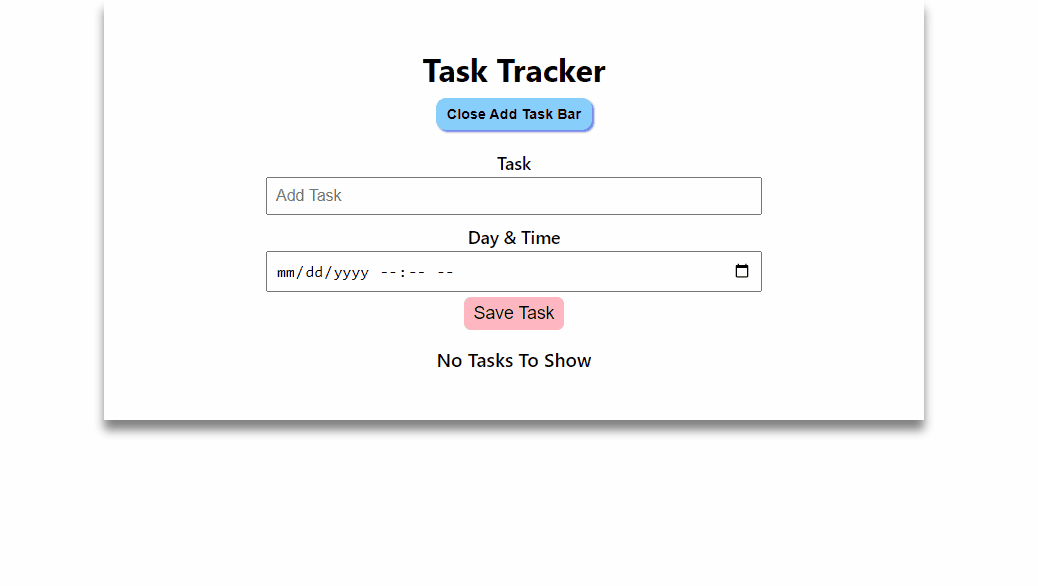 Task Tracker
Close Add Task Bar
Task
Add Task
Day & Time
mm/dd/yyyy --:-- --
Save Task
No Tasks To Show